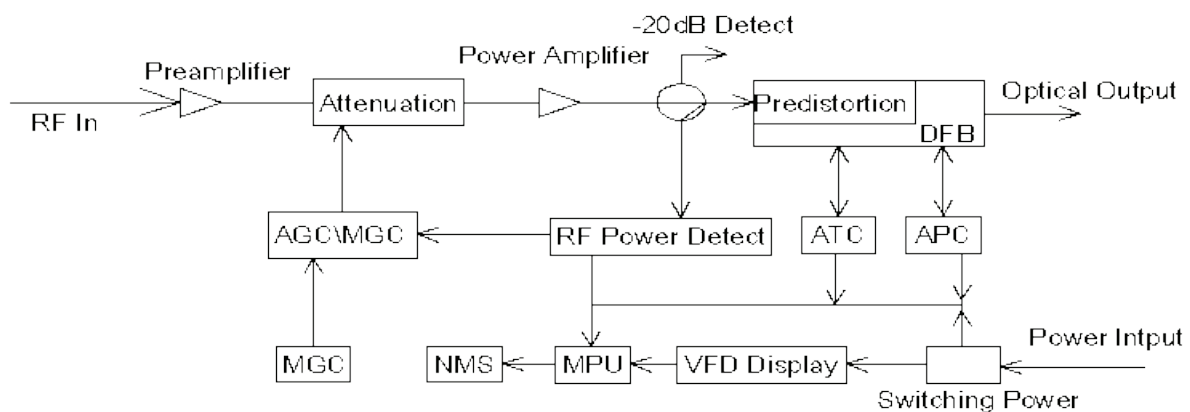 -20dB Detect
Preamplifier
Power Amplifier
Attenuation
Predistortion
Optical Output
RF In
DFB
AGC\MGC
RF Power Detect
ATC
APC
Power Intput
MGC
NMS
MPU
VFD Display
Switching Power